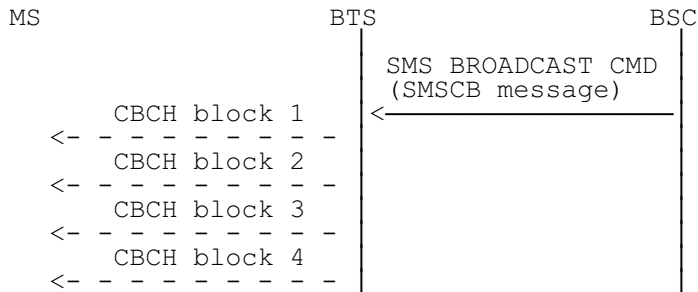 MS BTS BSC
SMS BROADCAST CMD
(SMSCB message)
CBCH block 1
CBCH block 2
CBCH block 3
CBCH block 4